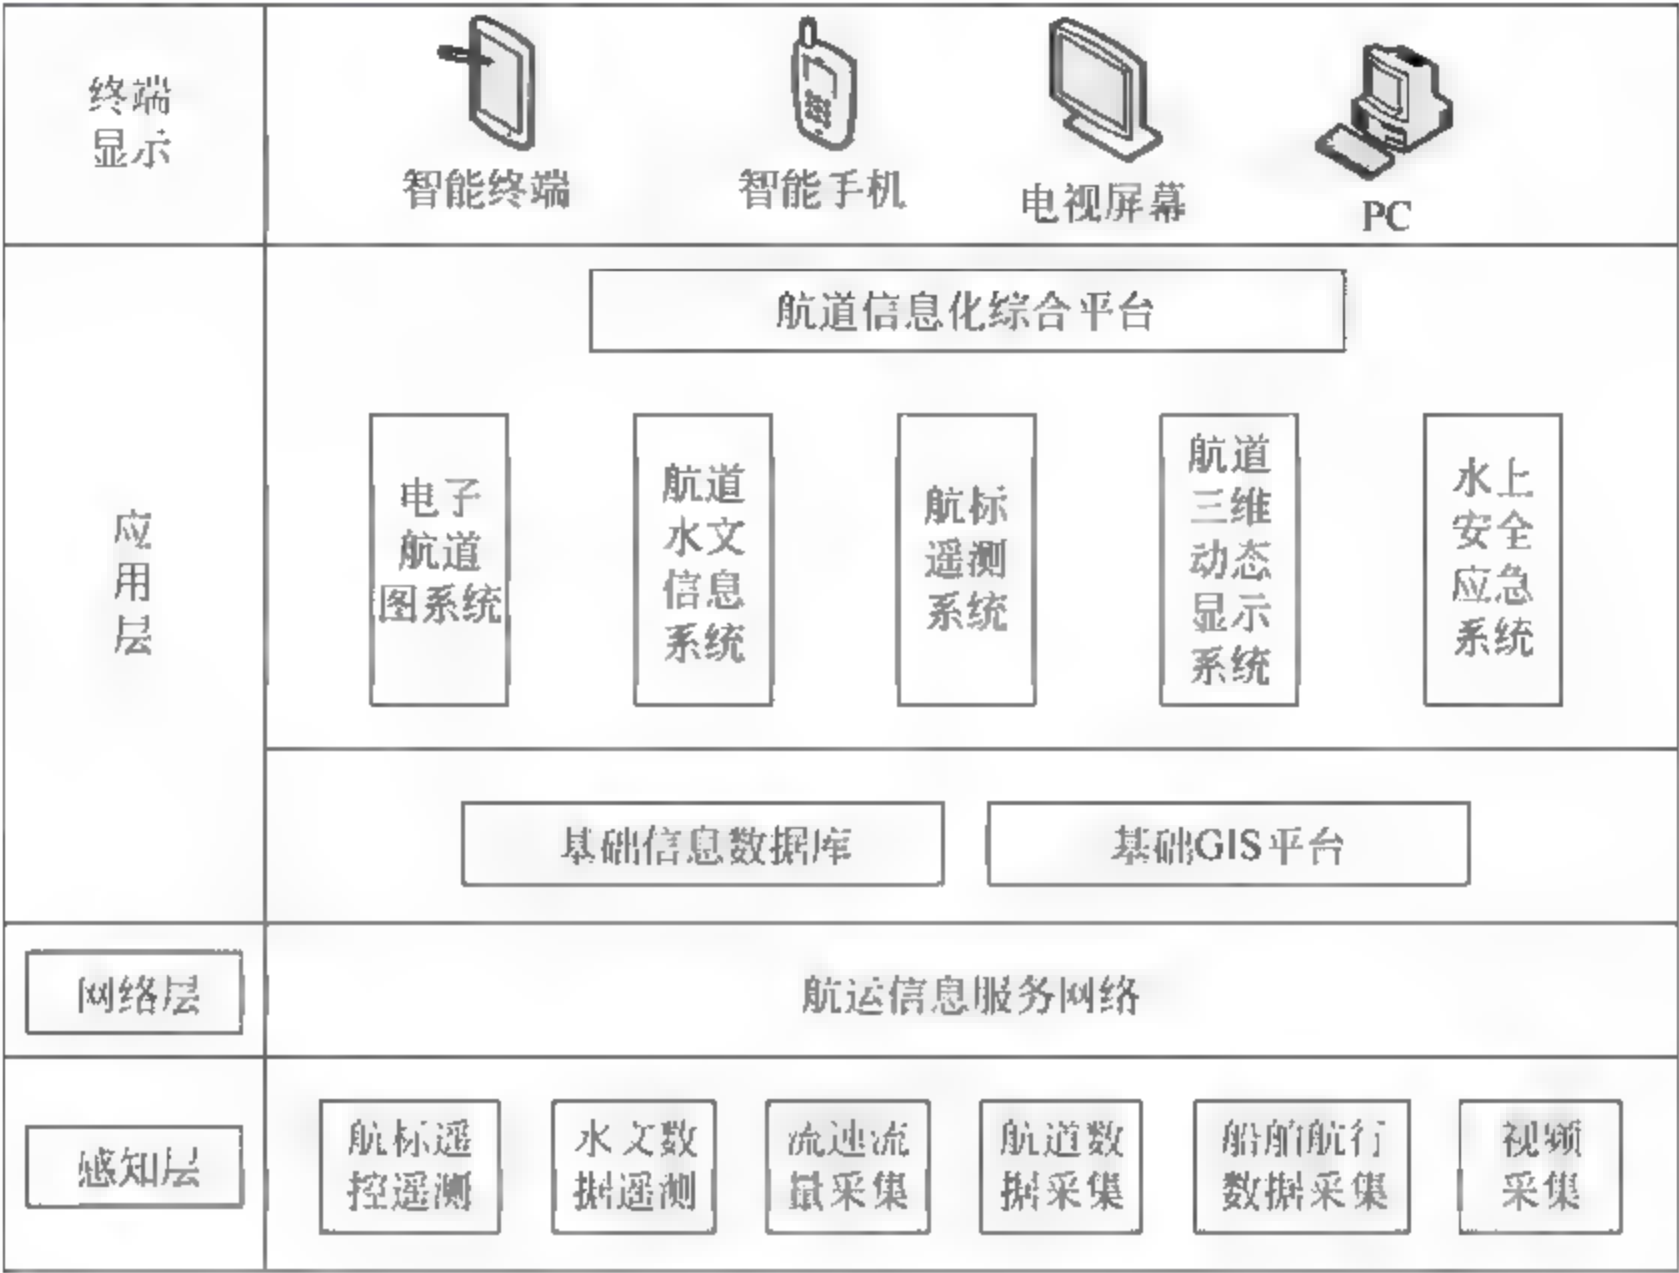 终端
显示
智能终端
智能手机
电视屏幕
PC
应
用
层
航道信息化综合平台
电子
航道
图系统
航道
水文
信息
系统
航标
遥测
系统
航道
三维
动态
显示
系统
水上
安全
应急
系统
基础信息数据库
基础GIS平台
网络层
航运信息服务网络
感知层
航标遥
控遥测
水文数
据遥测
流速流
量采集
航道数
据采集
船舶航行
数据采集
视频
采集